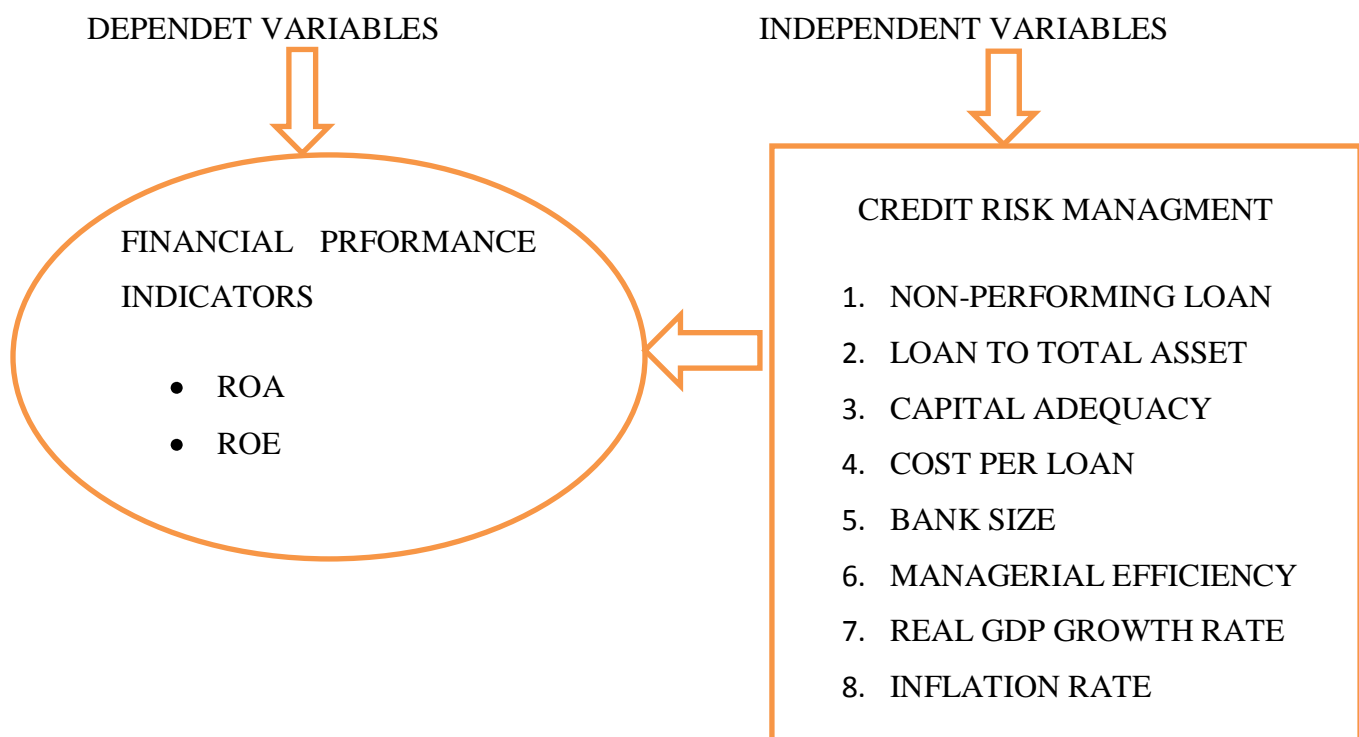 DEPENDET VARIABLES
INDEPENDENT VARIABLES
FINANCIAL PRFORMANCE
INDICATORS
• ROA
• ROE
CREDIT RISK MANAGMENT
1. NON-PERFORMING LOAN
2. LOAN TO TOTAL ASSET
3. CAPITAL ADEQUACY
4. COST PER LOAN
5. BANK SIZE
6. MANAGERIAL EFFICIENCY
7. REAL GDP GROWTH RATE
8. INFLATION RATE